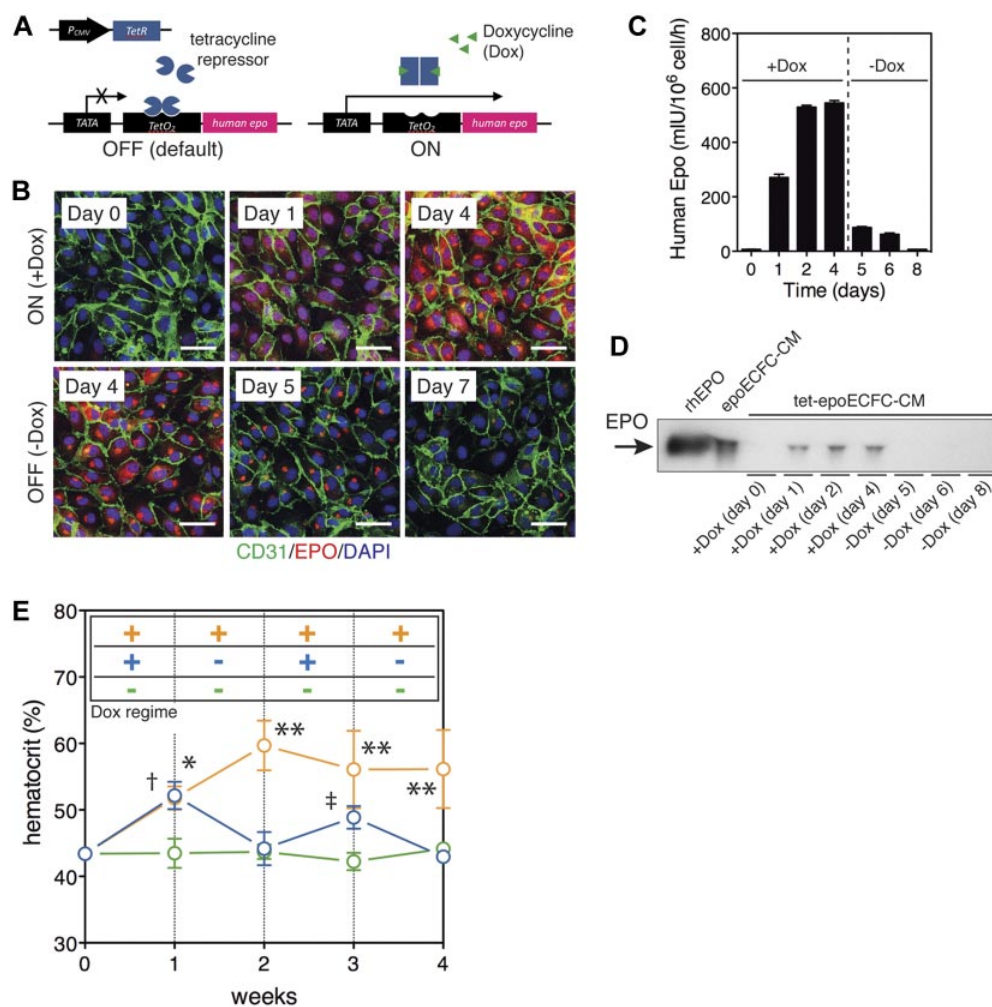 A
PCMV
TetR
tetracycline
repressor
TATA
TetO2
human epo
OFF (default)
Doxycycline
(Dox)
TATA
TetO2
human epo
ON
B
ON (+Dox)
Day 0
Day 1
Day 4
OFF (-Dox)
Day 4
Day 5
Day 7
CD31/EPO/DAPI
C
Human Epo (mIU/10⁶ cell/h)
800
600
400
200
0
+Dox
-Dox
0 1 2 4 5 6 8
Time (days)
D
rhEPO
epoECFC-CM
tet-epoECFC-CM
EPO
+Dox (day 0)
+Dox (day 1)
+Dox (day 2)
+Dox (day 4)
-Dox (day 5)
-Dox (day 6)
-Dox (day 8)
E
hematocrit (%)
80
70
60
50
40
30
+ + + +
+ - + -
- - - -
Dox regime
† * ** ** ‡ **
0 1 2 3 4
weeks